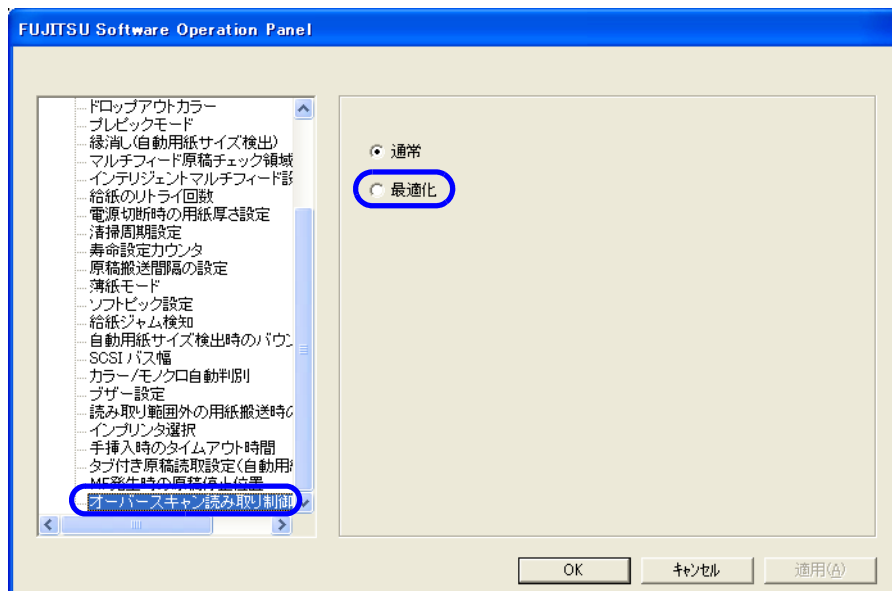 FUJITSU Software Operation Panel
ドロップアウトカラー
プレピックモード
縁消し(自動用紙サイズ検出)
マルチフィード原稿チェック領域
インテリジェントマルチフィード設
給紙のリトライ回数
電源切断時の用紙厚さ設定
清掃周期設定
寿命設定カウンタ
原稿搬送間隔の設定
薄紙モード
ソフトピック設定
給紙ジャム検知
自動用紙サイズ検出時のバウン
SCSI バス幅
カラー/モノクロ自動判別
ブザー設定
読み取り範囲外の用紙搬送時の
インプリンタ選択
手挿入時のタイムアウト時間
タブ付き原稿読取設定(自動用紙
MF発生時の原稿停止位置
オーバースキャン読み取り制御
通常
最適化
OK
キャンセル
適用(A)